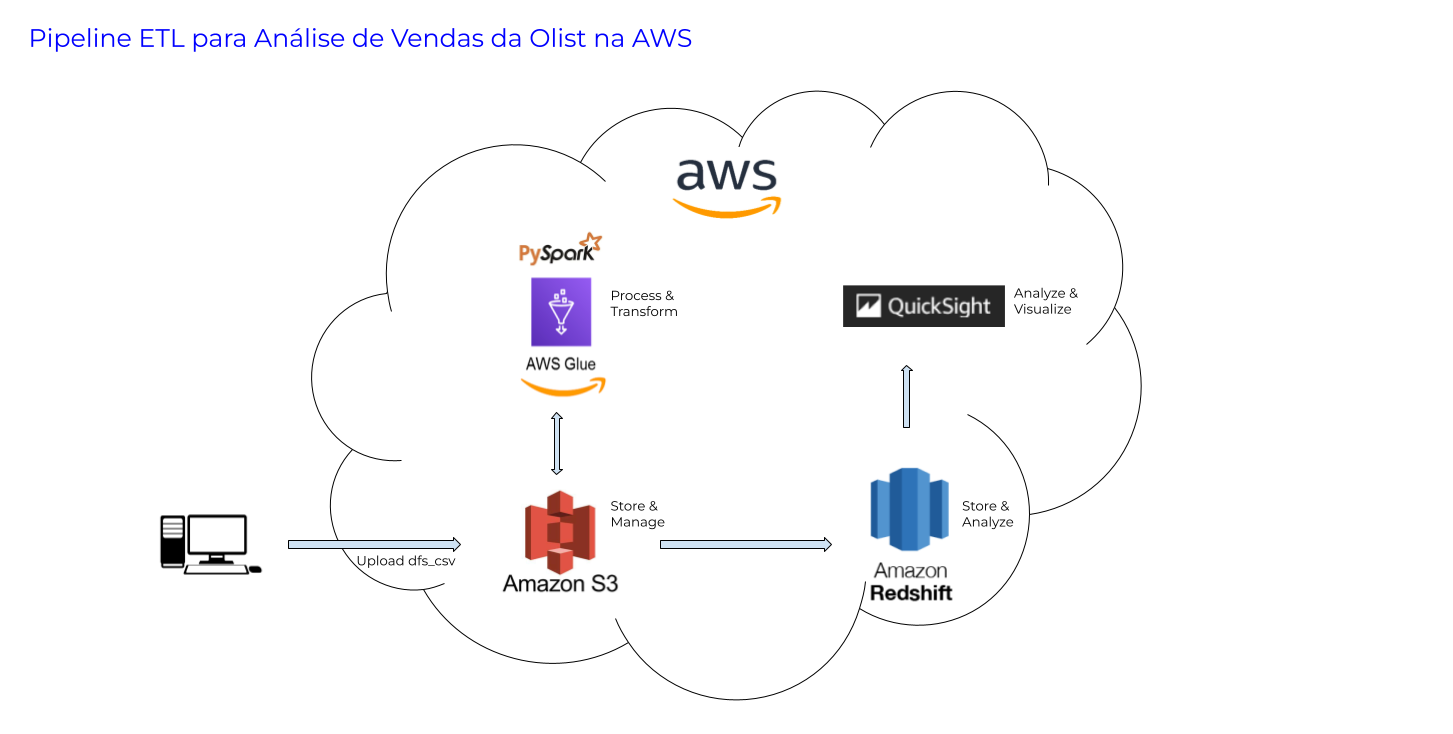 Pipeline ETL para Análise de Vendas da Olist na AWS
aws
PySpark
Process &
Transform
AWS Glue
QuickSight
Analyze &
Visualize
Upload dfs_csv
Store &
Manage
Amazon S3
Store &
Analyze
Amazon
Redshift